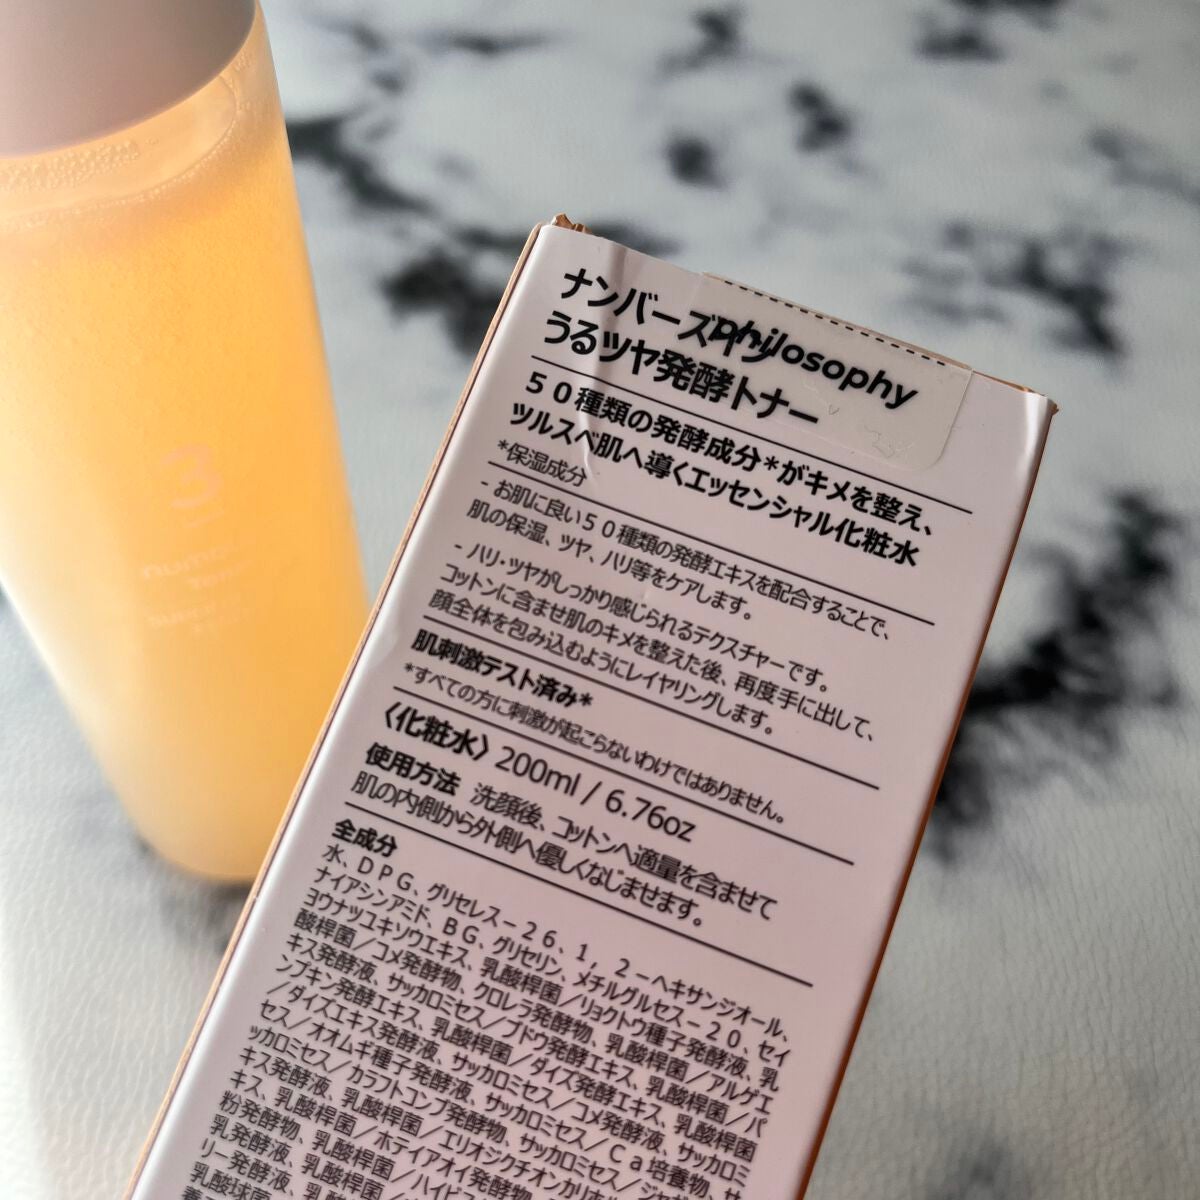 3
ナンバーズイン
philosophy
うるツヤ発酵トナー
50種類の発酵成分*がキメを整え、
ツルスベ肌へ導くエッセンシャル化粧水
*保湿成分
- お肌に良い50種類の発酵エキスを配合することで、
肌の保湿、ツヤ、ハリ等をケアします。
- ハリ・ツヤがしっかり感じられるテクスチャーです。
コットンに含ませ肌のキメを整えた後、再度手に出して、
顔全体を包み込むようにレイヤリングします。
肌刺激テスト済み*
*すべての方に刺激が起こらないわけではありません。
〈化粧水〉 200ml / 6.76oz
使用方法 洗顔後、コットンへ適量を含ませて
肌の内側から外側へ優しくなじませます。
全成分
水、DPG、グリセレス-26、1,2-ヘキサンジオール、
ナイアシンアミド、BG、グリセリン、メチルグルセス-20、セイ
ヨウナツユキソウエキス、乳酸桿菌/リョクトウ種子発酵液、乳
酸桿菌/コメ発酵物、クロレラ発酵物、乳酸桿菌/アルゲエ
キス発酵液、サッカロミセス/ブドウ発酵エキス、乳酸桿菌/パ
ンプキン発酵エキス、乳酸桿菌/ダイズ発酵エキス、乳酸桿菌
/ダイズエキス発酵液、サッカロミセス/コメ発酵液、サッカロミ
セス/オオムギ種子発酵液、サッカロミセス/Ca培養物、サ
ッカロミセス/カラフトコンブ発酵物、サッカロミセス/ジャガ
キス発酵液、乳酸桿菌/エリオジクチオンカリホル
キス、乳酸桿菌/ホテイアオイ発酵物、
粉発酵物、乳酸桿菌/ハイビス
乳発酵液、乳酸桿菌/
リー発酵液、乳酸
乳酸球菌